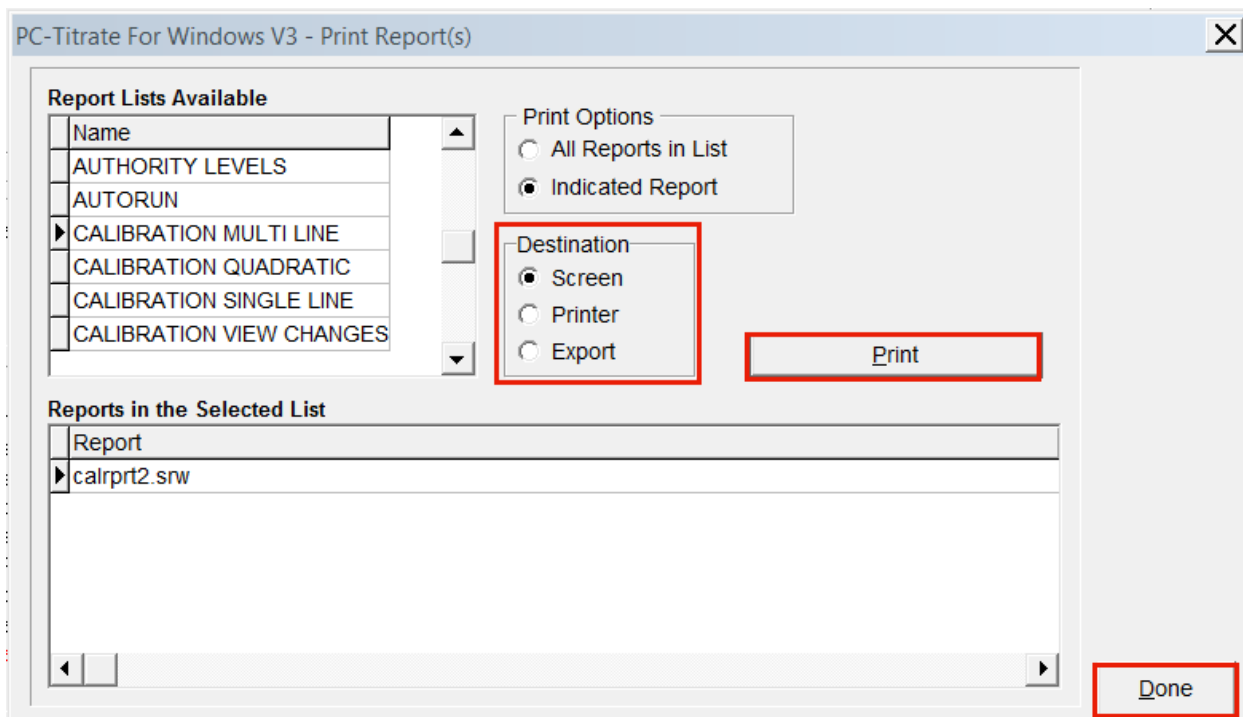 PC-Titrate For Windows V3 - Print Report(s)
Report Lists Available
Name
AUTHORITY LEVELS
AUTORUN
CALIBRATION MULTI LINE
CALIBRATION QUADRATIC
CALIBRATION SINGLE LINE
CALIBRATION VIEW CHANGES
Print Options
All Reports in List
Indicated Report
Destination
Screen
Printer
Export
Print
Reports in the Selected List
Report
calrprt2.srw
Done